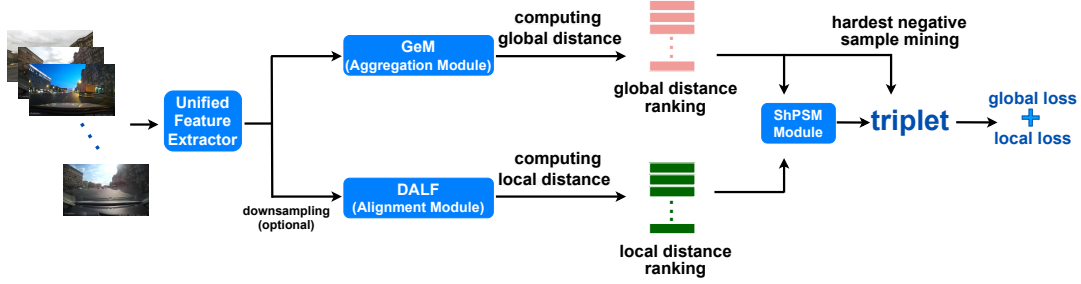 Unified
Feature
Extractor
downsampling
(optional)
GeM
(Aggregation Module)
DALF
(Alignment Module)
computing
global distance
computing
local distance
global distance
ranking
local distance
ranking
hardest negative
sample mining
ShPSM
Module
triplet
global loss
+
local loss